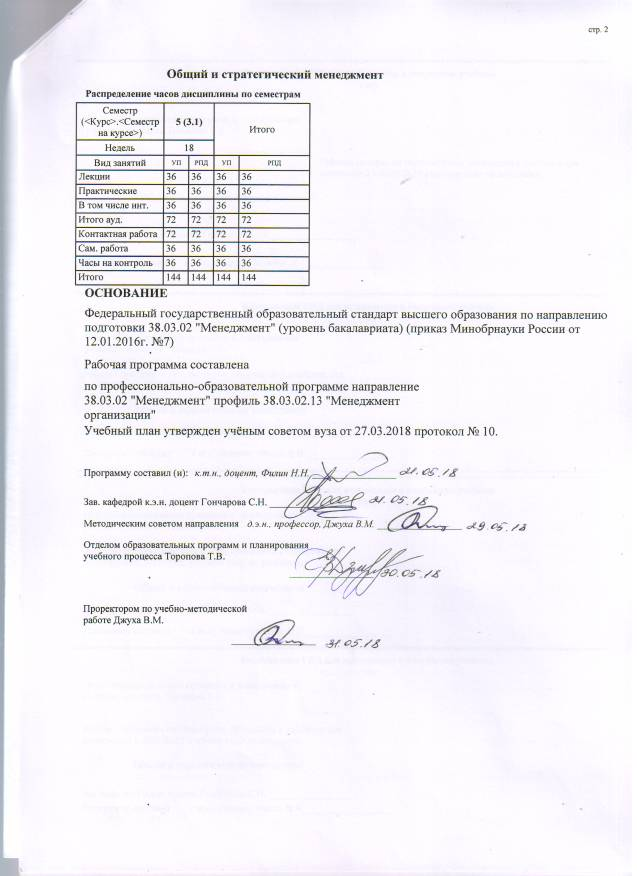 стр. 2
Общий и стратегический менеджмент
Распределение часов дисциплины по семестрам
Семестр (<Курс>.<Семестр на курсе>) 5 (3.1) Итого
Недель 18
Вид занятий УП РПД УП РПД
Лекции 36 36 36 36
Практические 36 36 36 36
В том числе инт. 36 36 36 36
Итого ауд. 72 72 72 72
Контактная работа 72 72 72 72
Сам. работа 36 36 36 36
Часы на контроль 36 36 36 36
Итого 144 144 144 144
ОСНОВАНИЕ
Федеральный государственный образовательный стандарт высшего образования по направлению
подготовки 38.03.02 "Менеджмент" (уровень бакалавриата) (приказ Минобрнауки России от
12.01.2016г. №7)
Рабочая программа составлена
по профессионально-образовательной программе направление
38.03.02 "Менеджмент" профиль 38.03.02.13 "Менеджмент
организации"
Учебный план утвержден учёным советом вуза от 27.03.2018 протокол № 10.
Программу составил (и): к.т.н., доцент, Филин Н.Н. 21.05.18
Зав. кафедрой к.э.н. доцент Гончарова С.Н. 21.05.18
Методическим советом направления д.э.н., профессор, Джуха В.М. 29.05.18
Отделом образовательных программ и планирования
учебного процесса Торопова Т.В.
30.05.18
Проректором по учебно-методической
работе Джуха В.М.
31.05.18